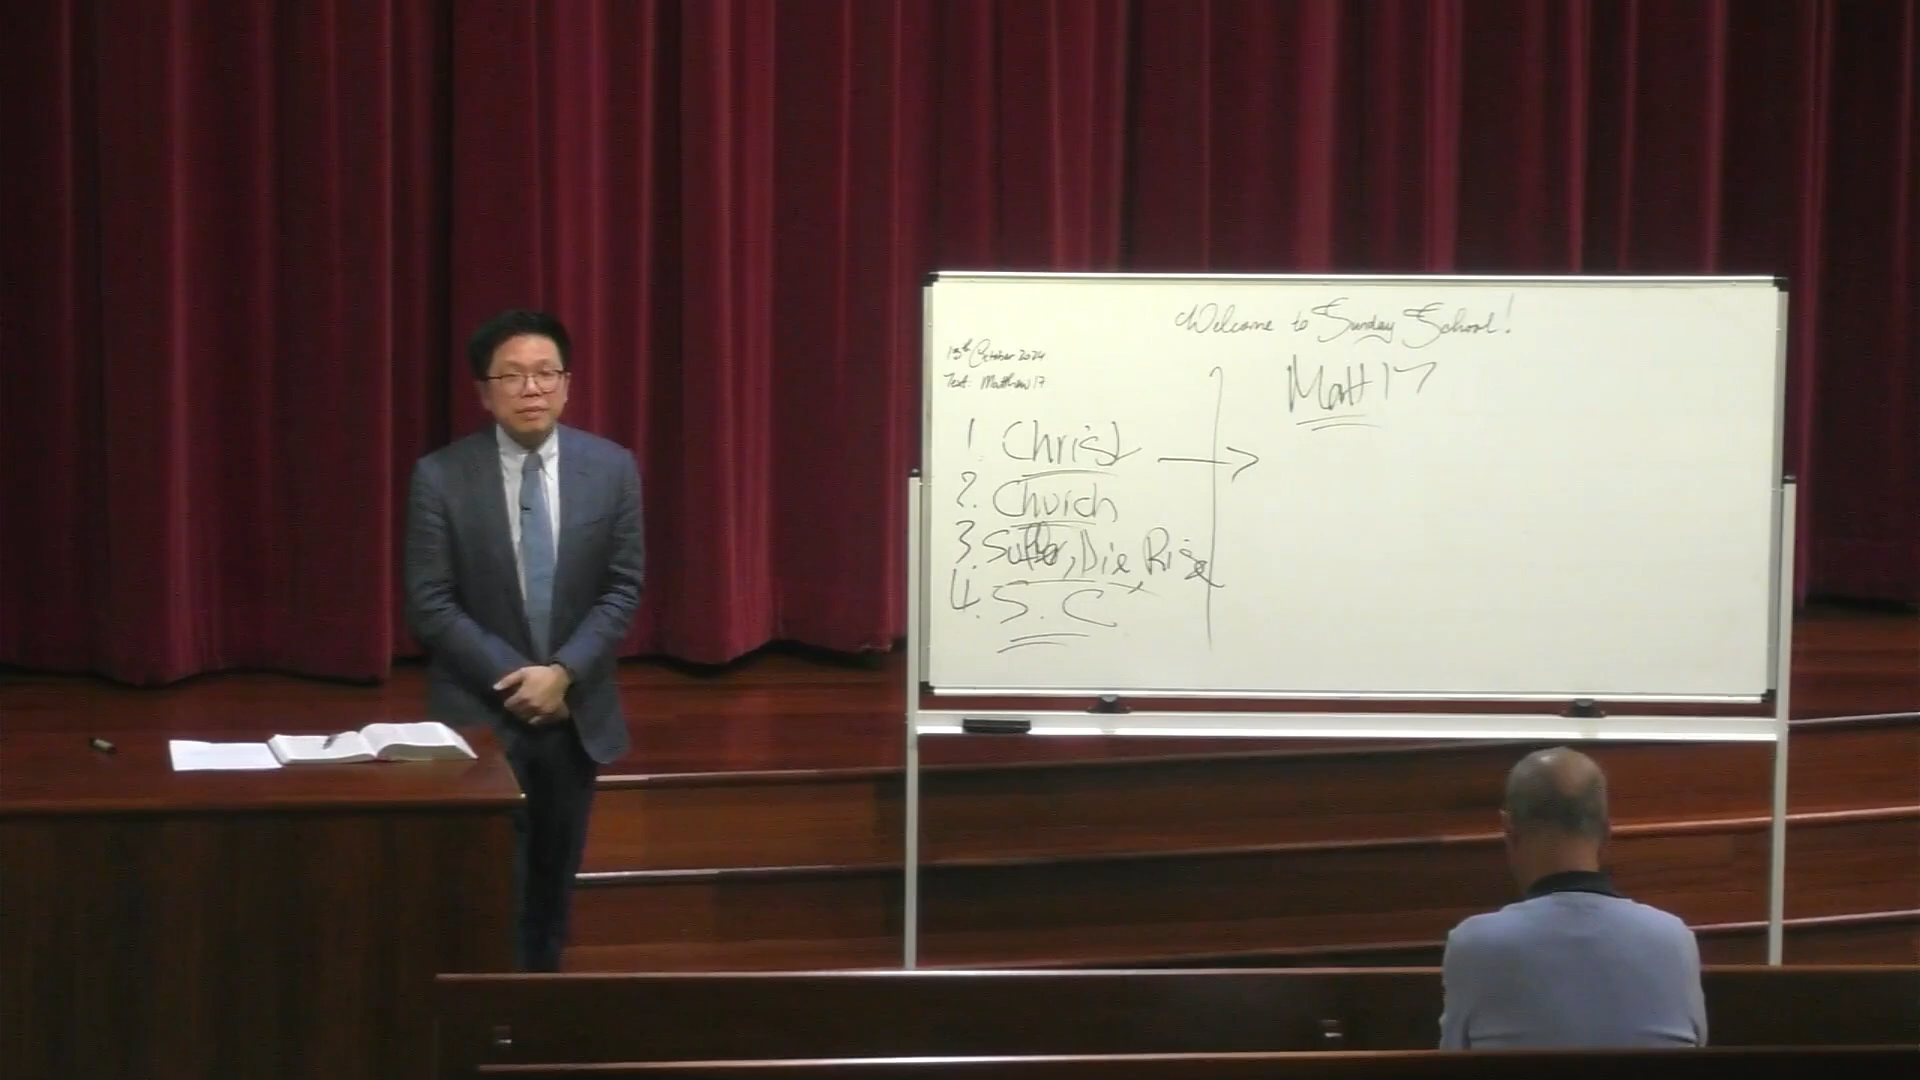 Welcome to Sunday School!
13th October 2024
Text: Matthew 17
Matt 17
1. Christ →
2. Church
3. Suffer, Die Rise
4. S. C